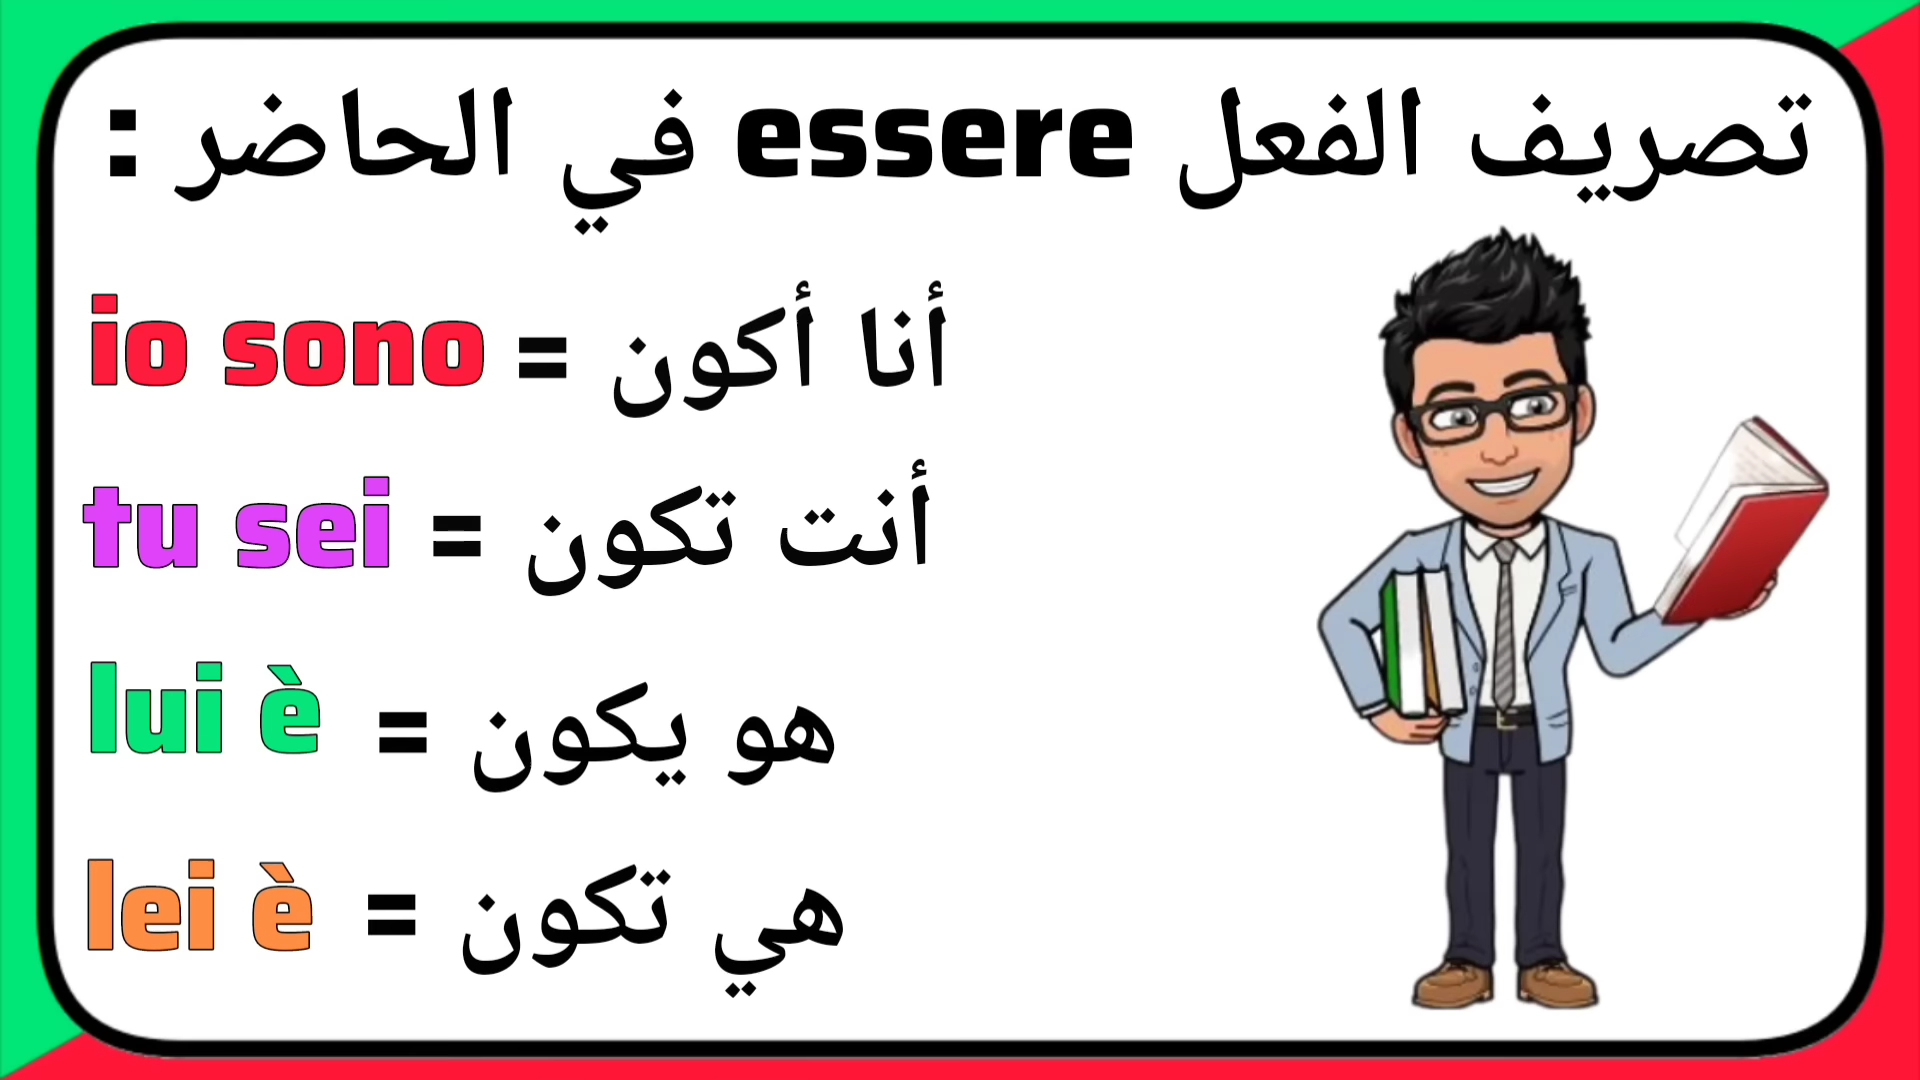 تصريف الفعل essere في الحاضر :
io sono = أنا أكون
tu sei = أنت تكون
lui è = هو يكون
lei è = هي تكون